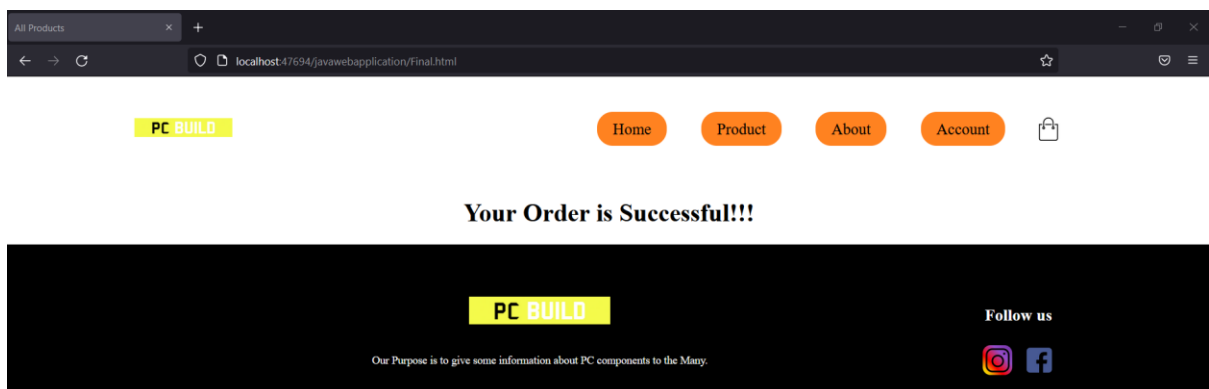 All Products
localhost:47694/javawebapplication/Final.html
PC BUILD
Home Product About Account
Your Order is Successful!!!
PC BUILD
Follow us
Our Purpose is to give some information about PC components to the Many.